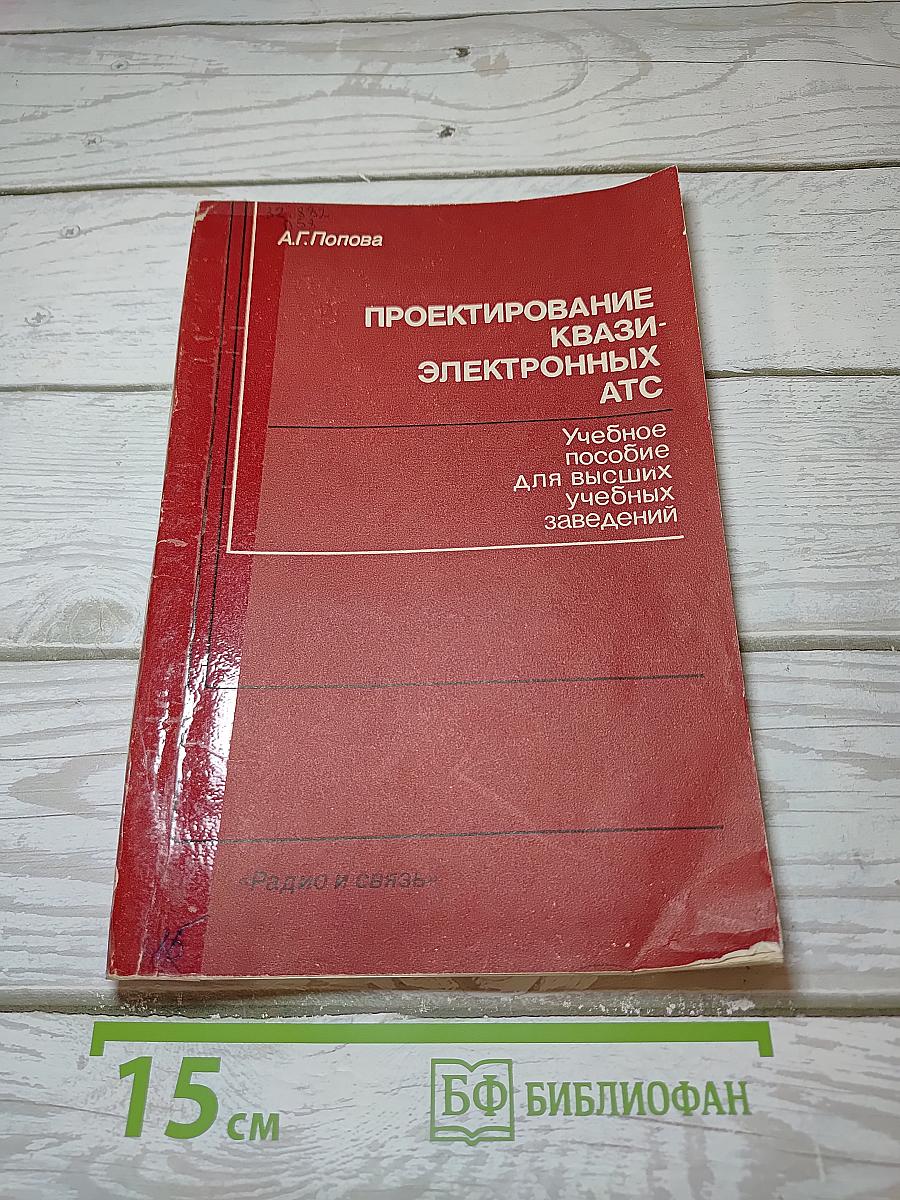 А.Г.Попова
ПРОЕКТИРОВАНИЕ
КВАЗИ-
ЭЛЕКТРОННЫХ
АТС
Учебное
пособие
для высших
учебных
заведений
«Радио и связь»
15 см
БФ БИБЛИОФАН